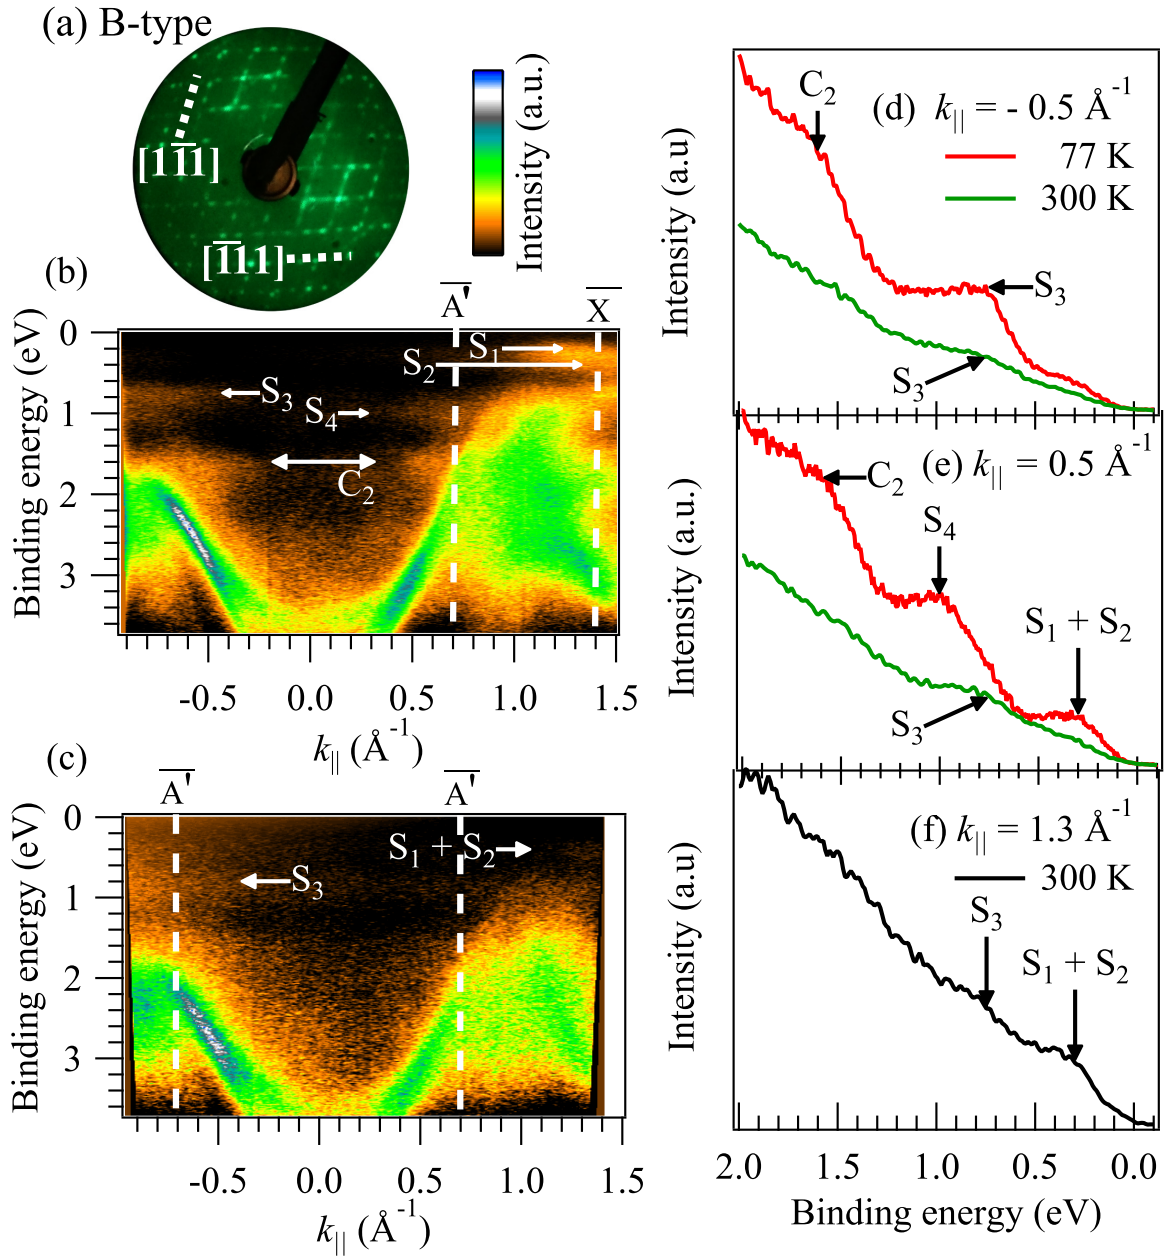 (a) B-type
[11̅1]
[1̅11]
Intensity (a.u.)
(b)
A̅'
X̅
0
1
2
3
Binding energy (eV)
S₁
S₂
S₃
S₄
C₂
-0.5
0.0
0.5
1.0
1.5
k|| (Å⁻¹)
(c)
A̅'
A̅'
0
1
2
3
Binding energy (eV)
S₁ + S₂
S₃
-0.5
0.0
0.5
1.0
1.5
k|| (Å⁻¹)
(d) k|| = - 0.5 Å⁻¹
77 K
300 K
C₂
S₃
S₃
Intensity (a.u)
(e) k|| = 0.5 Å⁻¹
C₂
S₄
S₁ + S₂
S₃
Intensity (a.u.)
(f) k|| = 1.3 Å⁻¹
300 K
S₃
S₁ + S₂
Intensity (a.u)
2.0
1.5
1.0
0.5
0.0
Binding energy (eV)